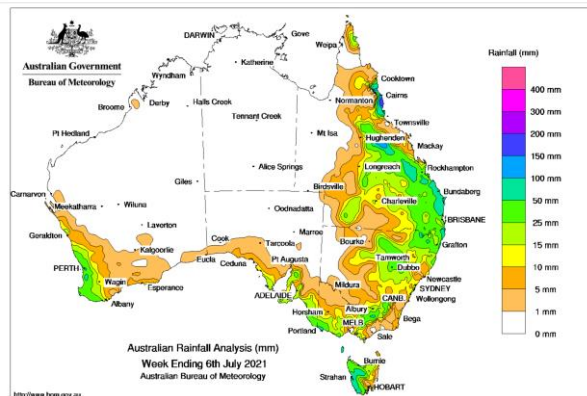 Australian Government
Bureau of Meteorology
DARWIN
Gove
Weipa
Katherine
Wyndham
Cooktown
Cairns
Broome
Derby
Halls Creek
Normanton
Tennant Creek
Townsville
Pt Hedland
Mt Isa
Hughenden
Mackay
Longreach
Rockhampton
Alice Springs
Giles
Birdsville
Bundaberg
Carnarvon
Meekatharra
Wiluna
Oodnadatta
Charleville
BRISBANE
Laverton
Marree
Geraldton
Kalgoorlie
Cook
Tarcoola
Bourke
Grafton
Eucla
Ceduna
Pt Augusta
Tamworth
PERTH
Wagin
Esperance
Dubbo
Newcastle
Albany
ADELAIDE
Mildura
SYDNEY
CANB.
Wollongong
Horsham
Albury
Portland
MELB
Bega
Sale
Burnie
Strahan
HOBART
Rainfall (mm)
400 mm
300 mm
200 mm
150 mm
100 mm
50 mm
25 mm
15 mm
10 mm
5 mm
1 mm
0 mm
Australian Rainfall Analysis (mm)
Week Ending 6th July 2021
Australian Bureau of Meteorology
http://www.bom.gov.au